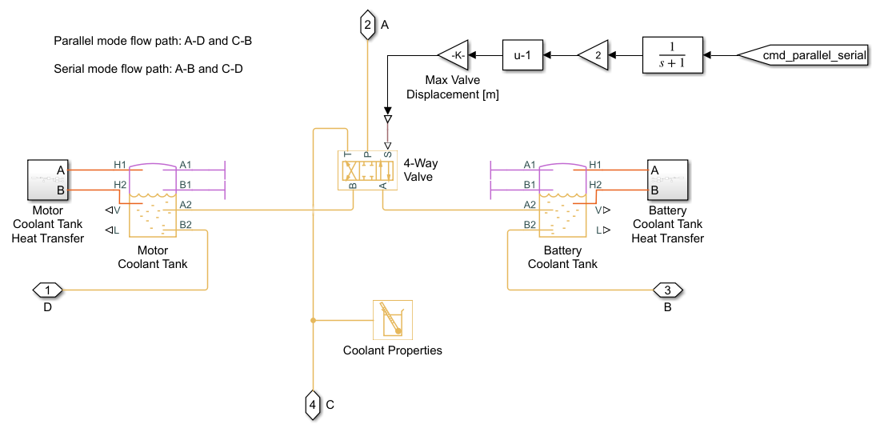 2 A
Parallel mode flow path: A-D and C-B
Serial mode flow path: A-B and C-D
-K-
u-1
2
1
s + 1
cmd_parallel_serial
Max Valve
Displacement [m]
T P S
B A
4-Way
Valve
A
B
Motor
Coolant Tank
Heat Transfer
H1 A1
H2 B1
V A2
L B2
Motor
Coolant Tank
A1 H1
B1 H2
A2 V
B2 L
Battery
Coolant Tank
A
B
Battery
Coolant Tank
Heat Transfer
1
D
3
B
Coolant Properties
4 C